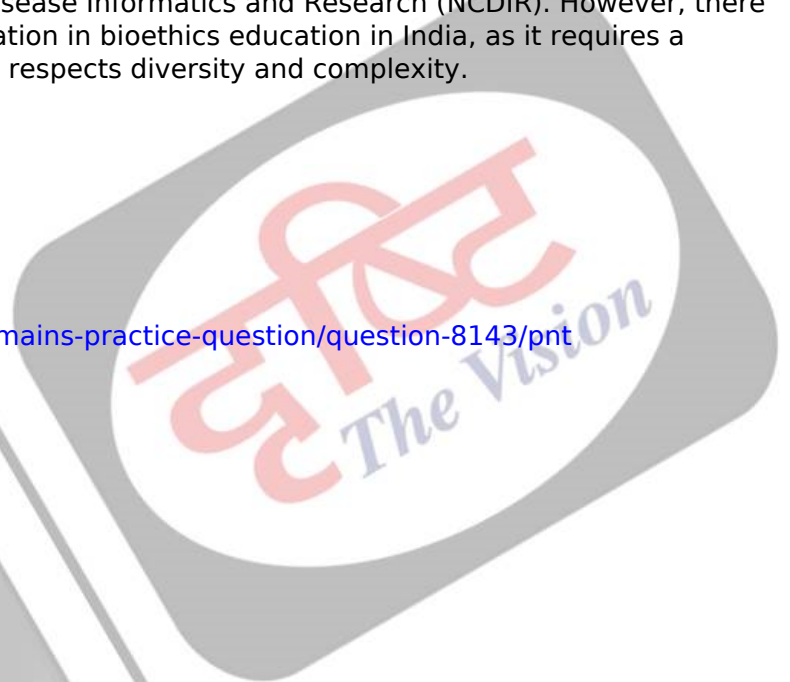 sease Informatics and Research (NCDIR). However, there
ation in bioethics education in India, as it requires a
respects diversity and complexity.
mains-practice-question/question-8143/pnt
दृष्टि
The Vision